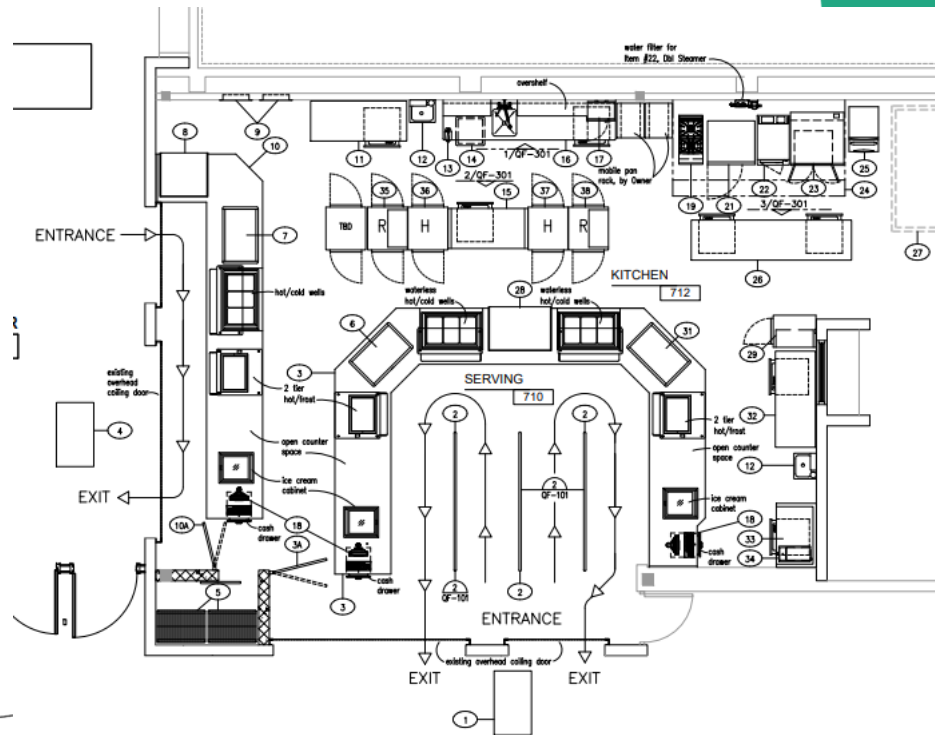 water filter for
Item #22, Dbl Steamer
overshelf
8
9
10
11
12
13
14
1/QF-301
16
17
mobile pan
rack, by Owner
19
21
22
23
24
25
3/QF-301
2/QF-301
35
36
15
37
38
TBD
R
H
H
R
26
27
ENTRANCE
7
hot/cold wells
KITCHEN
712
waterless
hot/cold wells
28
waterless
hot/cold wells
6
31
29
3
SERVING
710
existing
overhead
coiling door
2 tier
hot/frost
2 tier
hot/frost
2
2
32
4
open counter
space
open counter
space
12
EXIT
ice cream
cabinet
2
QF-101
ice cream
cabinet
18
18
10A
cash
drawer
3A
cash
drawer
33
34
5
3
cash
drawer
2
QF-101
2
ENTRANCE
existing overhead coiling door
EXIT
EXIT
1